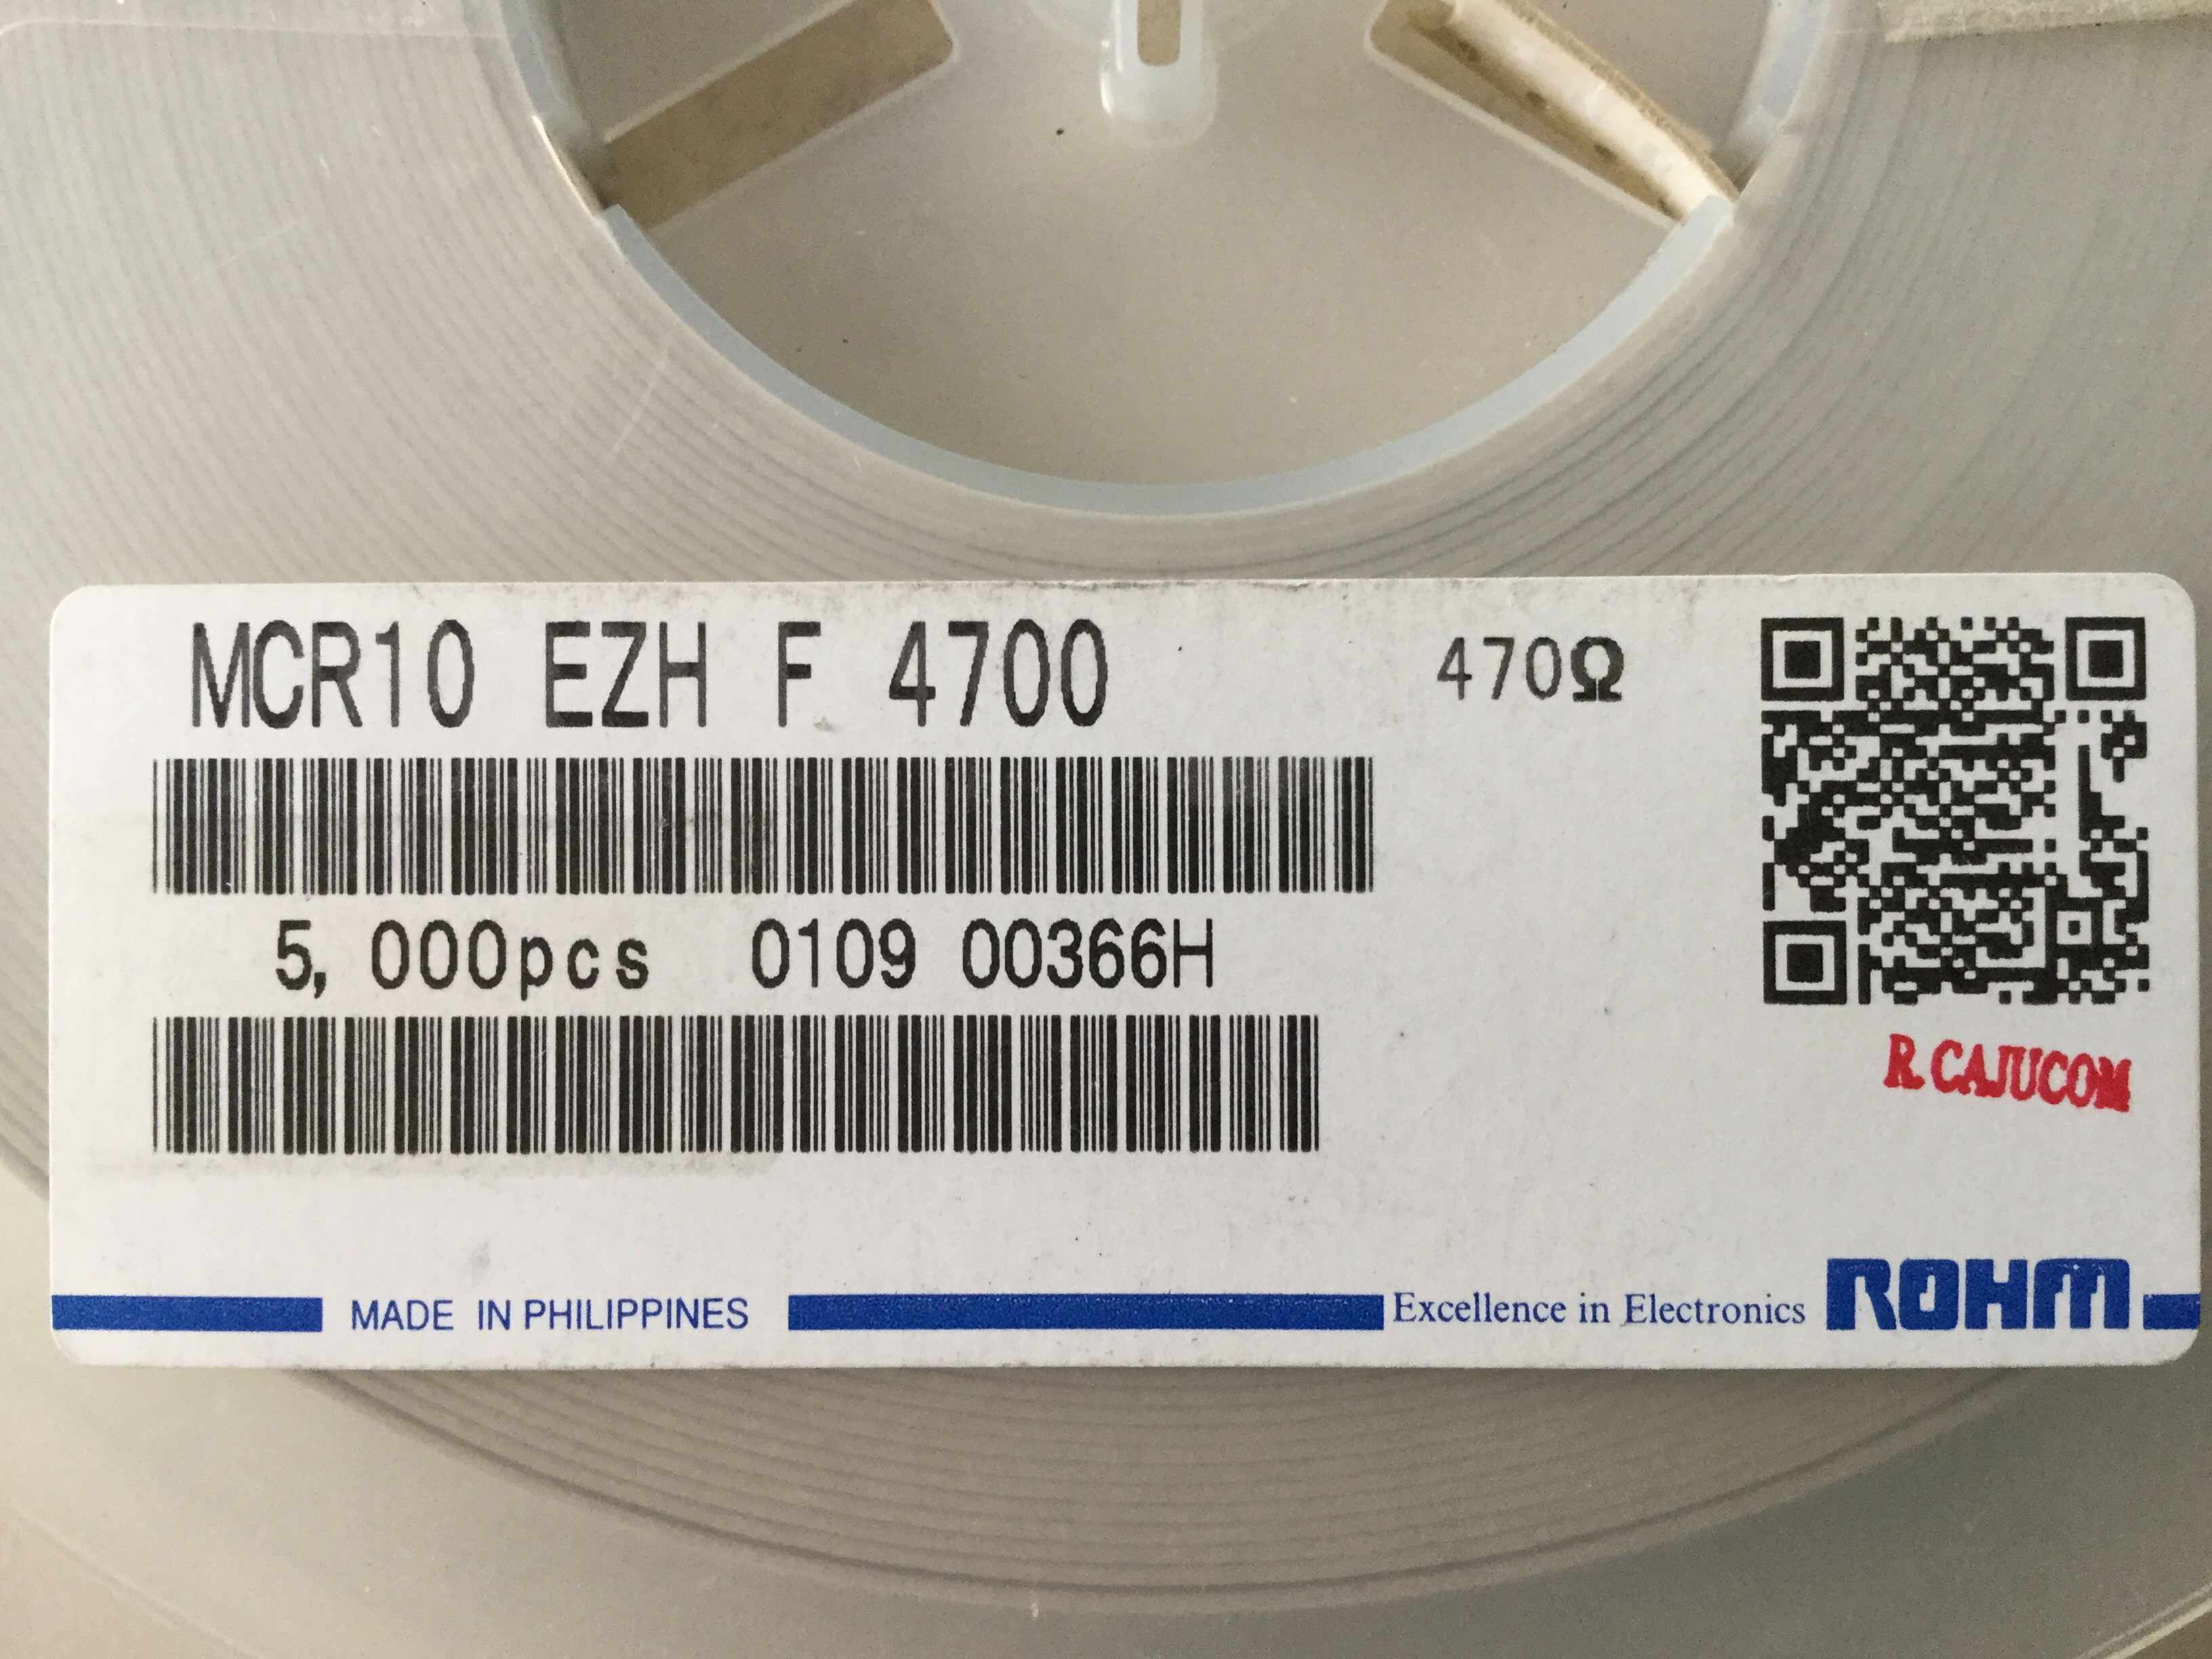 MCR10 EZH F 4700 470Ω
5,000pcs 0109 00366H
R.CAJUCOM
MADE IN PHILIPPINES Excellence in Electronics ROHM